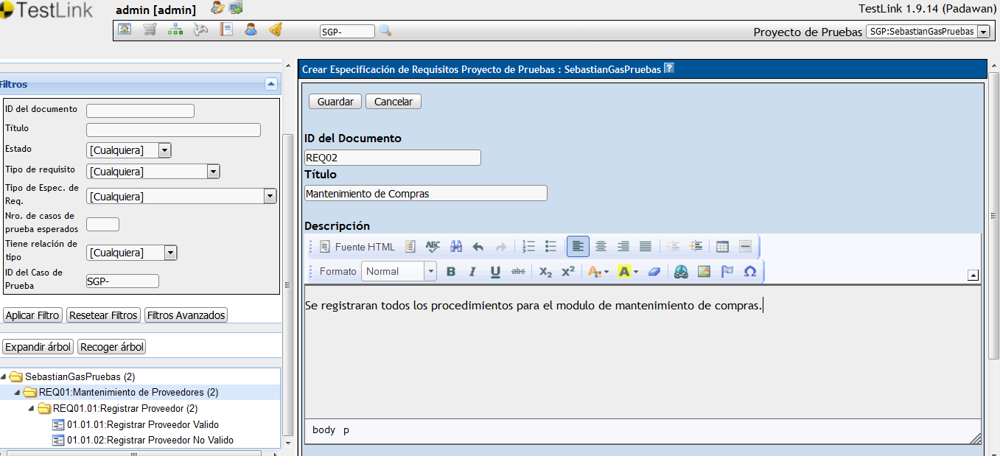 TestLink
admin [admin]
TestLink 1.9.14 (Padawan)
SGP-
Proyecto de Pruebas
SGP:SebastianGasPruebas
Filtros
ID del documento
Título
Estado
[Cualquiera]
Tipo de requisito
[Cualquiera]
Tipo de Espec. de
Req.
[Cualquiera]
Nro. de casos de
prueba esperados
Tiene relación de
tipo
[Cualquiera]
ID del Caso de
Prueba
SGP-
Aplicar Filtro
Resetear Filtros
Filtros Avanzados
Expandir árbol
Recoger árbol
SebastianGasPruebas (2)
REQ01:Mantenimiento de Proveedores (2)
REQ01.01:Registrar Proveedor (2)
01.01.01:Registrar Proveedor Valido
01.01.02:Registrar Proveedor No Valido
Crear Especificación de Requisitos Proyecto de Pruebas : SebastianGasPruebas
Guardar
Cancelar
ID del Documento
REQ02
Título
Mantenimiento de Compras
Descripción
Fuente HTML
Formato
Normal
Se registraran todos los procedimientos para el modulo de mantenimiento de compras.
body p